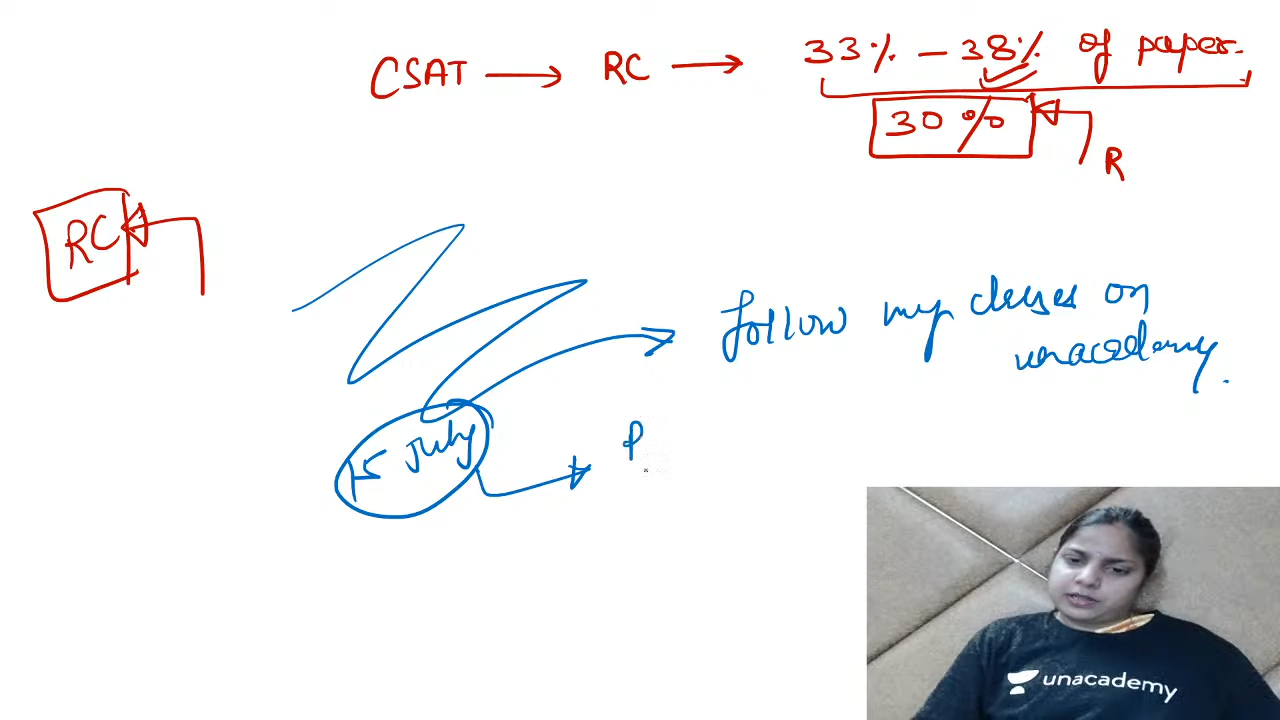 CSAT → RC → 33% - 38% of paper.
30%
R
RC
follow my classes on
unacademy.
15 July
P
unacademy